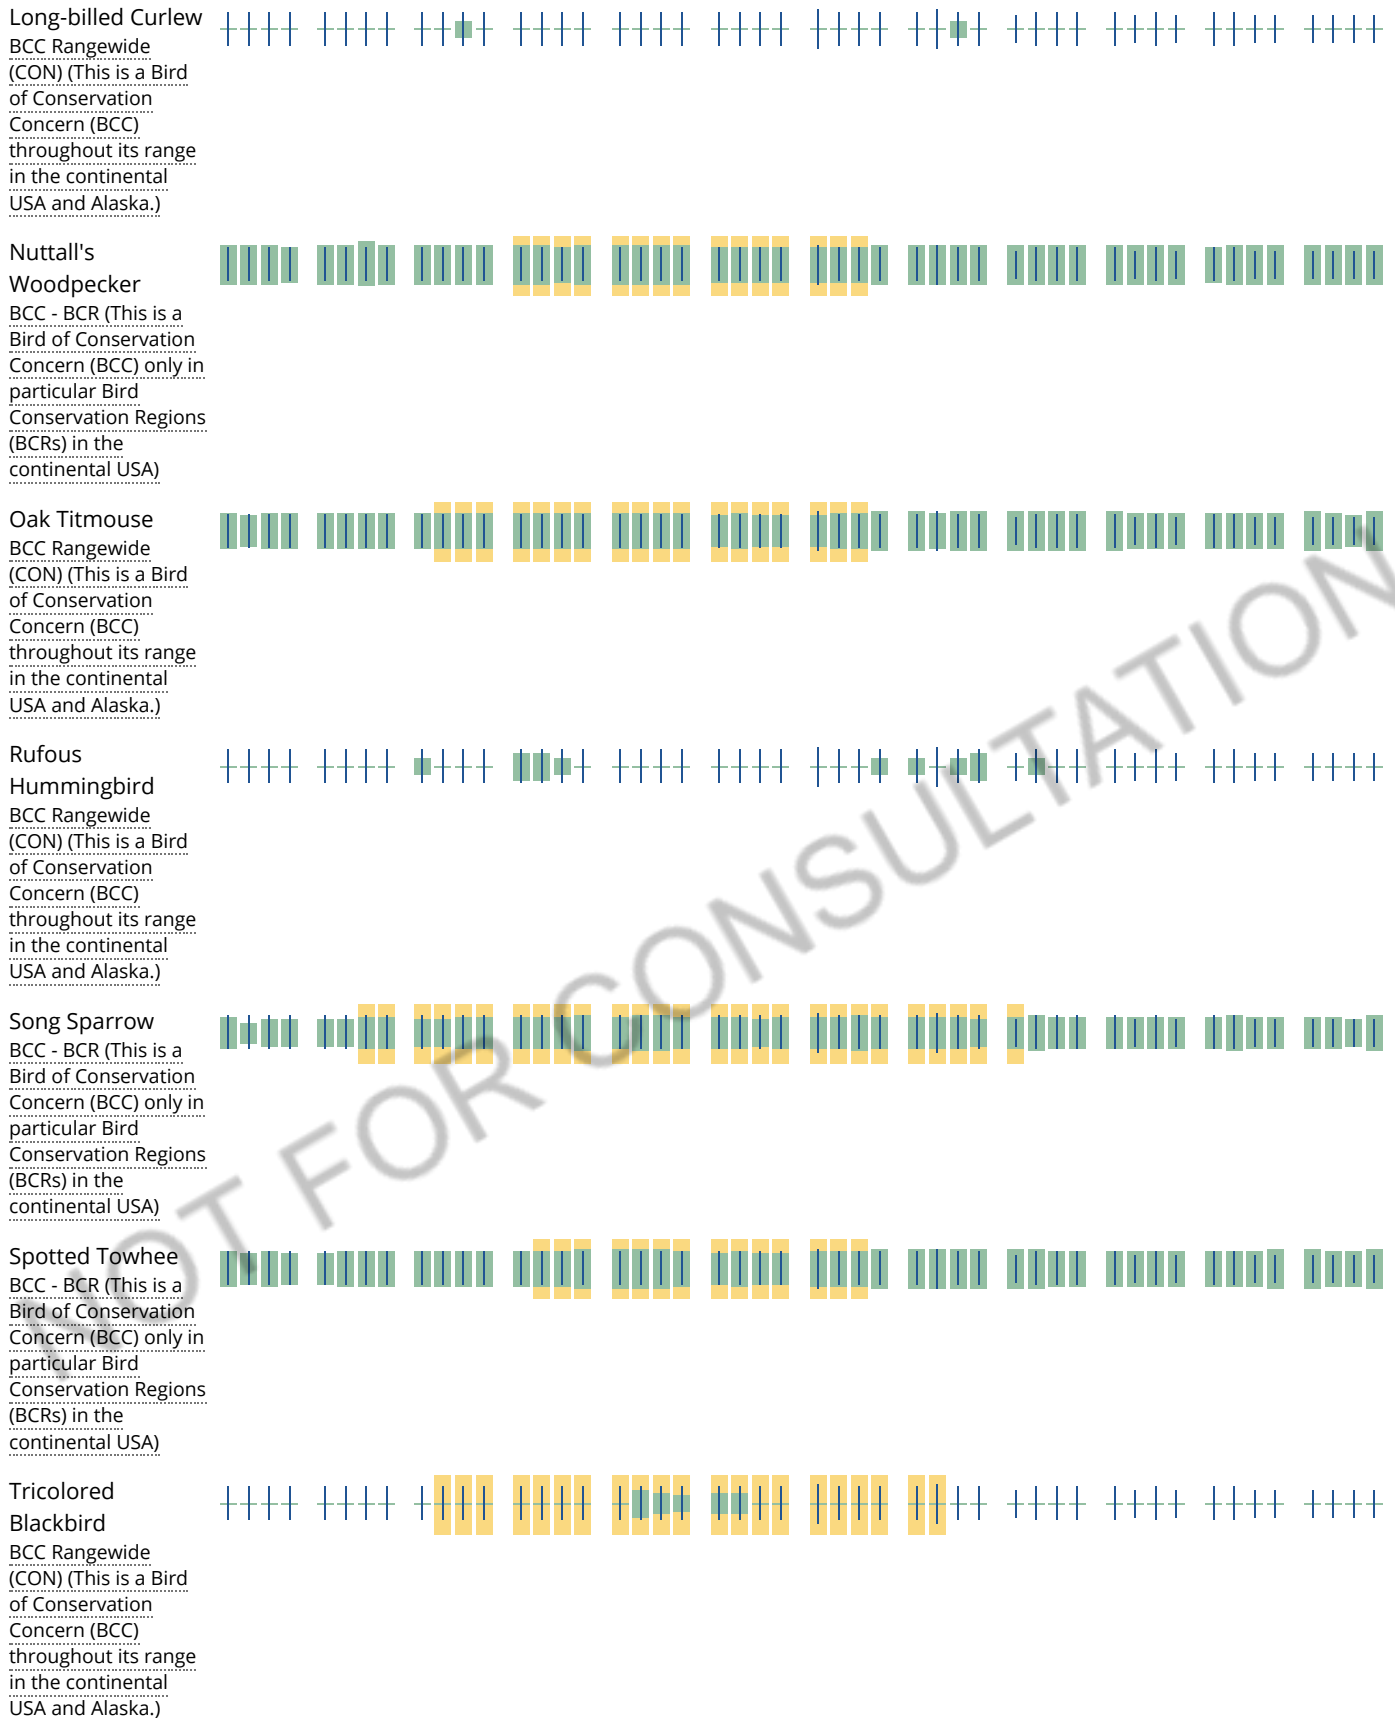 Long-billed Curlew
BCC Rangewide
(CON) (This is a Bird
of Conservation
Concern (BCC)
throughout its range
in the continental
USA and Alaska.)
Nuttall's
Woodpecker
BCC - BCR (This is a
Bird of Conservation
Concern (BCC) only in
particular Bird
Conservation Regions
(BCRs) in the
continental USA)
Oak Titmouse
BCC Rangewide
(CON) (This is a Bird
of Conservation
Concern (BCC)
throughout its range
in the continental
USA and Alaska.)
Rufous
Hummingbird
BCC Rangewide
(CON) (This is a Bird
of Conservation
Concern (BCC)
throughout its range
in the continental
USA and Alaska.)
Song Sparrow
BCC - BCR (This is a
Bird of Conservation
Concern (BCC) only in
particular Bird
Conservation Regions
(BCRs) in the
continental USA)
Spotted Towhee
BCC - BCR (This is a
Bird of Conservation
Concern (BCC) only in
particular Bird
Conservation Regions
(BCRs) in the
continental USA)
Tricolored
Blackbird
BCC Rangewide
(CON) (This is a Bird
of Conservation
Concern (BCC)
throughout its range
in the continental
USA and Alaska.)
NOT FOR CONSULTATION